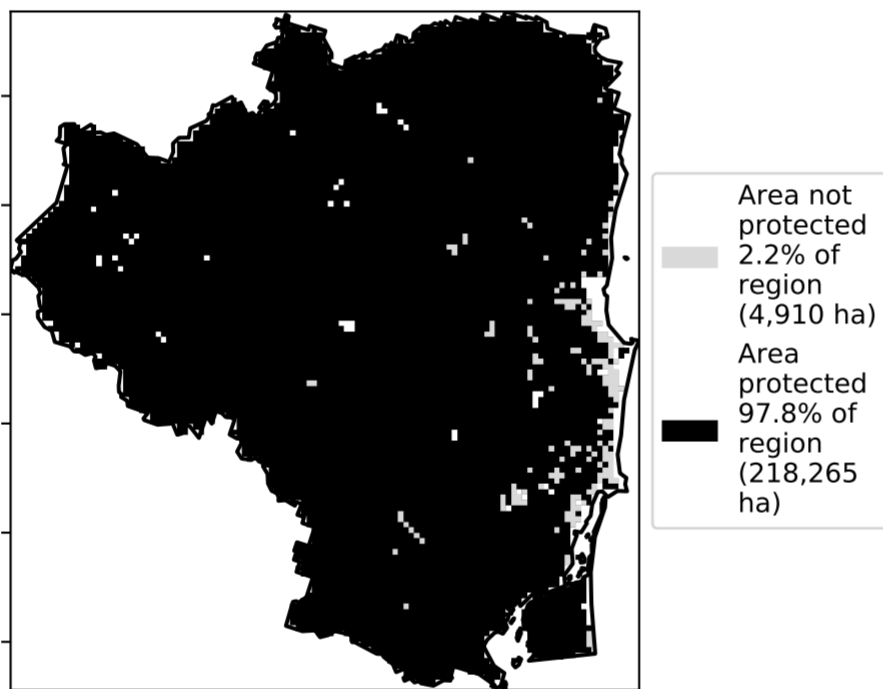 Area not
protected
2.2% of
region
(4,910 ha)
Area
protected
97.8% of
region
(218,265
ha)